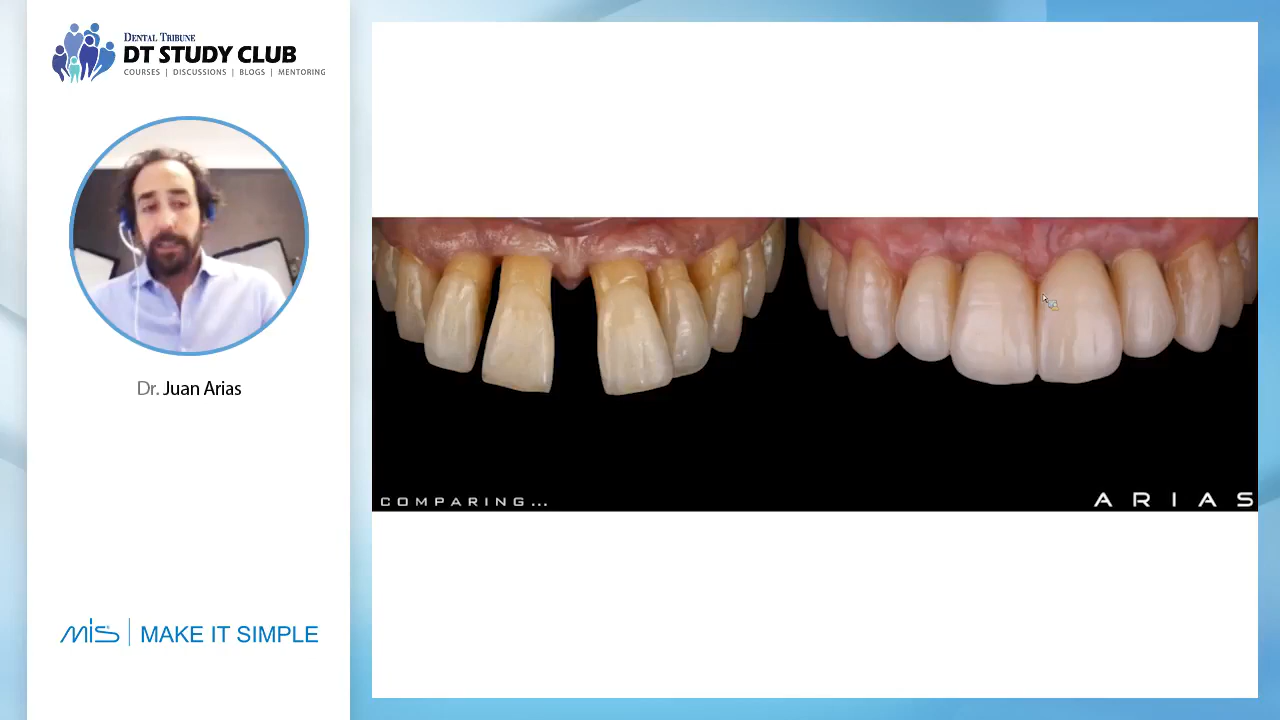 DENTAL TRIBUNE
DT STUDY CLUB
COURSES | DISCUSSIONS | BLOGS | MENTORING
Dr. Juan Arias
COMPARING...
ARIAS
MIS | MAKE IT SIMPLE